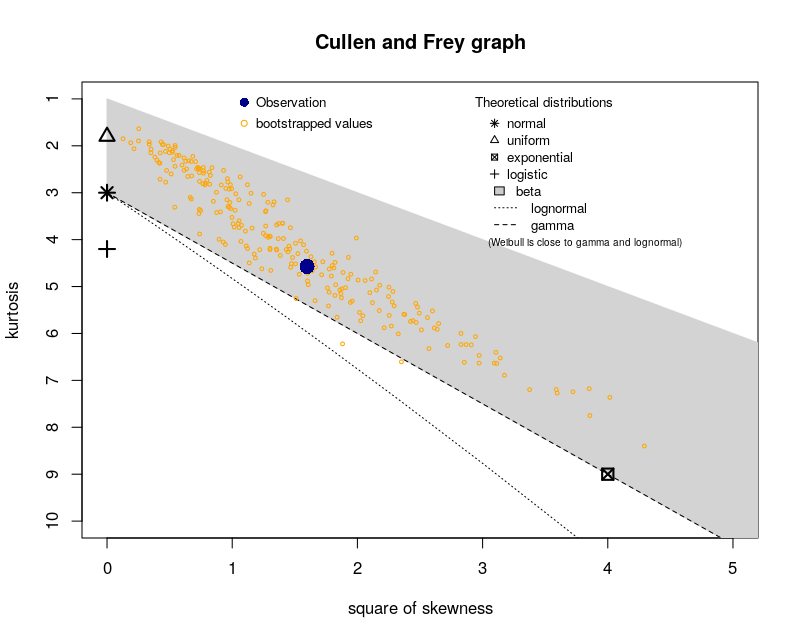 Cullen and Frey graph
Observation
bootstrapped values
Theoretical distributions
normal
uniform
exponential
logistic
beta
lognormal
gamma
(Weibull is close to gamma and lognormal)
kurtosis
1
2
3
4
5
6
7
8
9
10
0 1 2 3 4 5
square of skewness